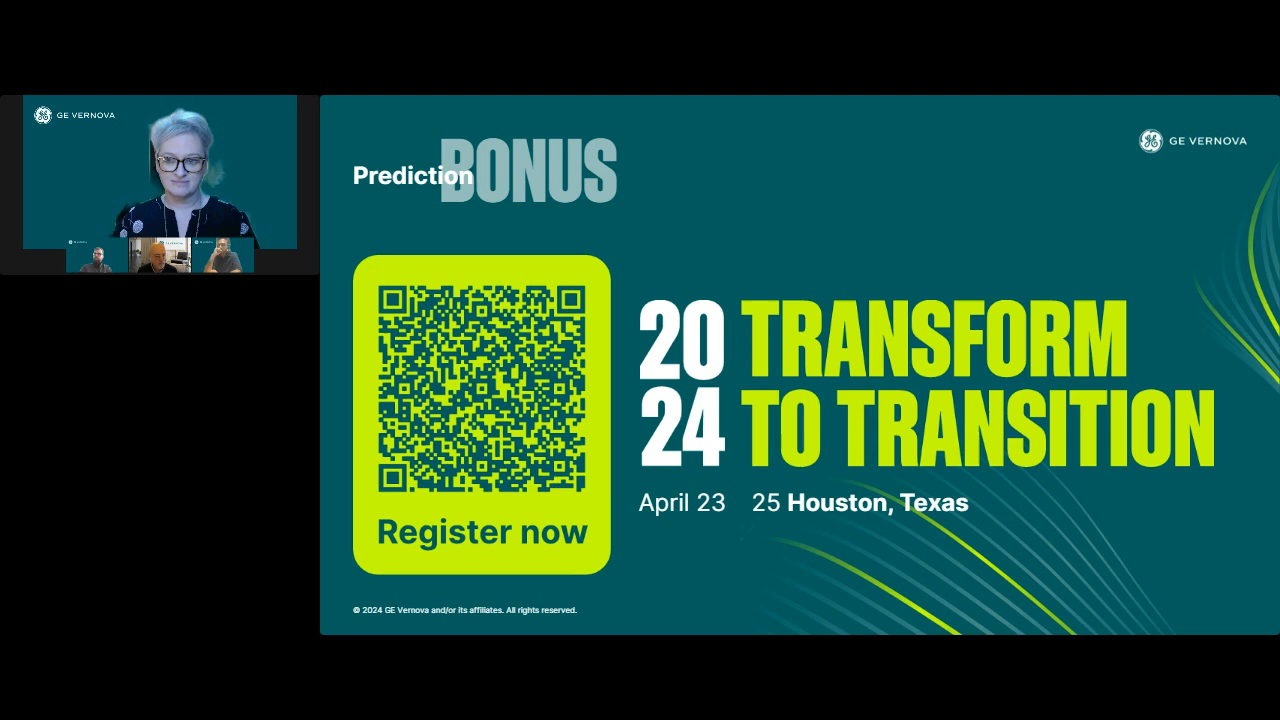 GE VERNOVA
Prediction BONUS
GE VERNOVA
20 TRANSFORM
24 TO TRANSITION
April 23 25 Houston, Texas
Register now
© 2024 GE Vernova and/or its affiliates. All rights reserved.